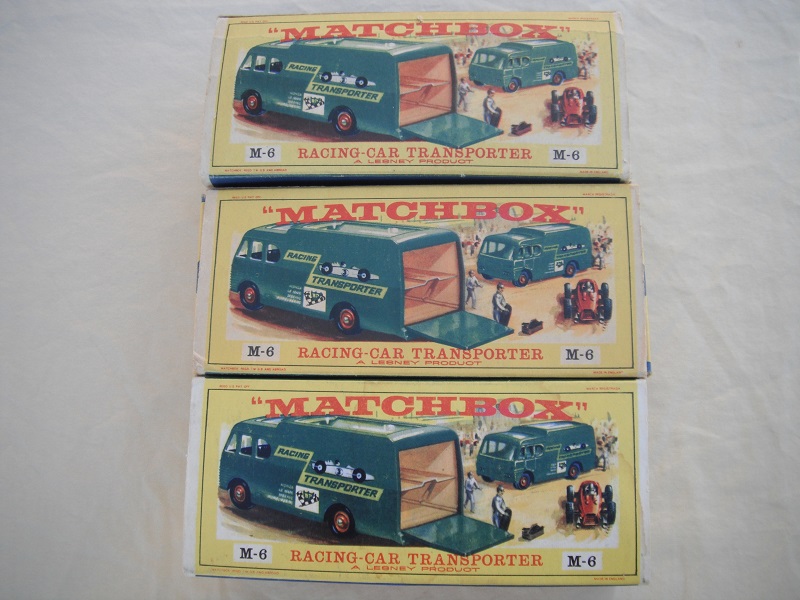 "MATCHBOX"
RACING
TRANSPORTER
M-6
RACING-CAR TRANSPORTER
M-6
A LESNEY PRODUCT
"MATCHBOX"
RACING
TRANSPORTER
M-6
RACING-CAR TRANSPORTER
M-6
A LESNEY PRODUCT
"MATCHBOX"
RACING
TRANSPORTER
M-6
RACING-CAR TRANSPORTER
M-6
A LESNEY PRODUCT